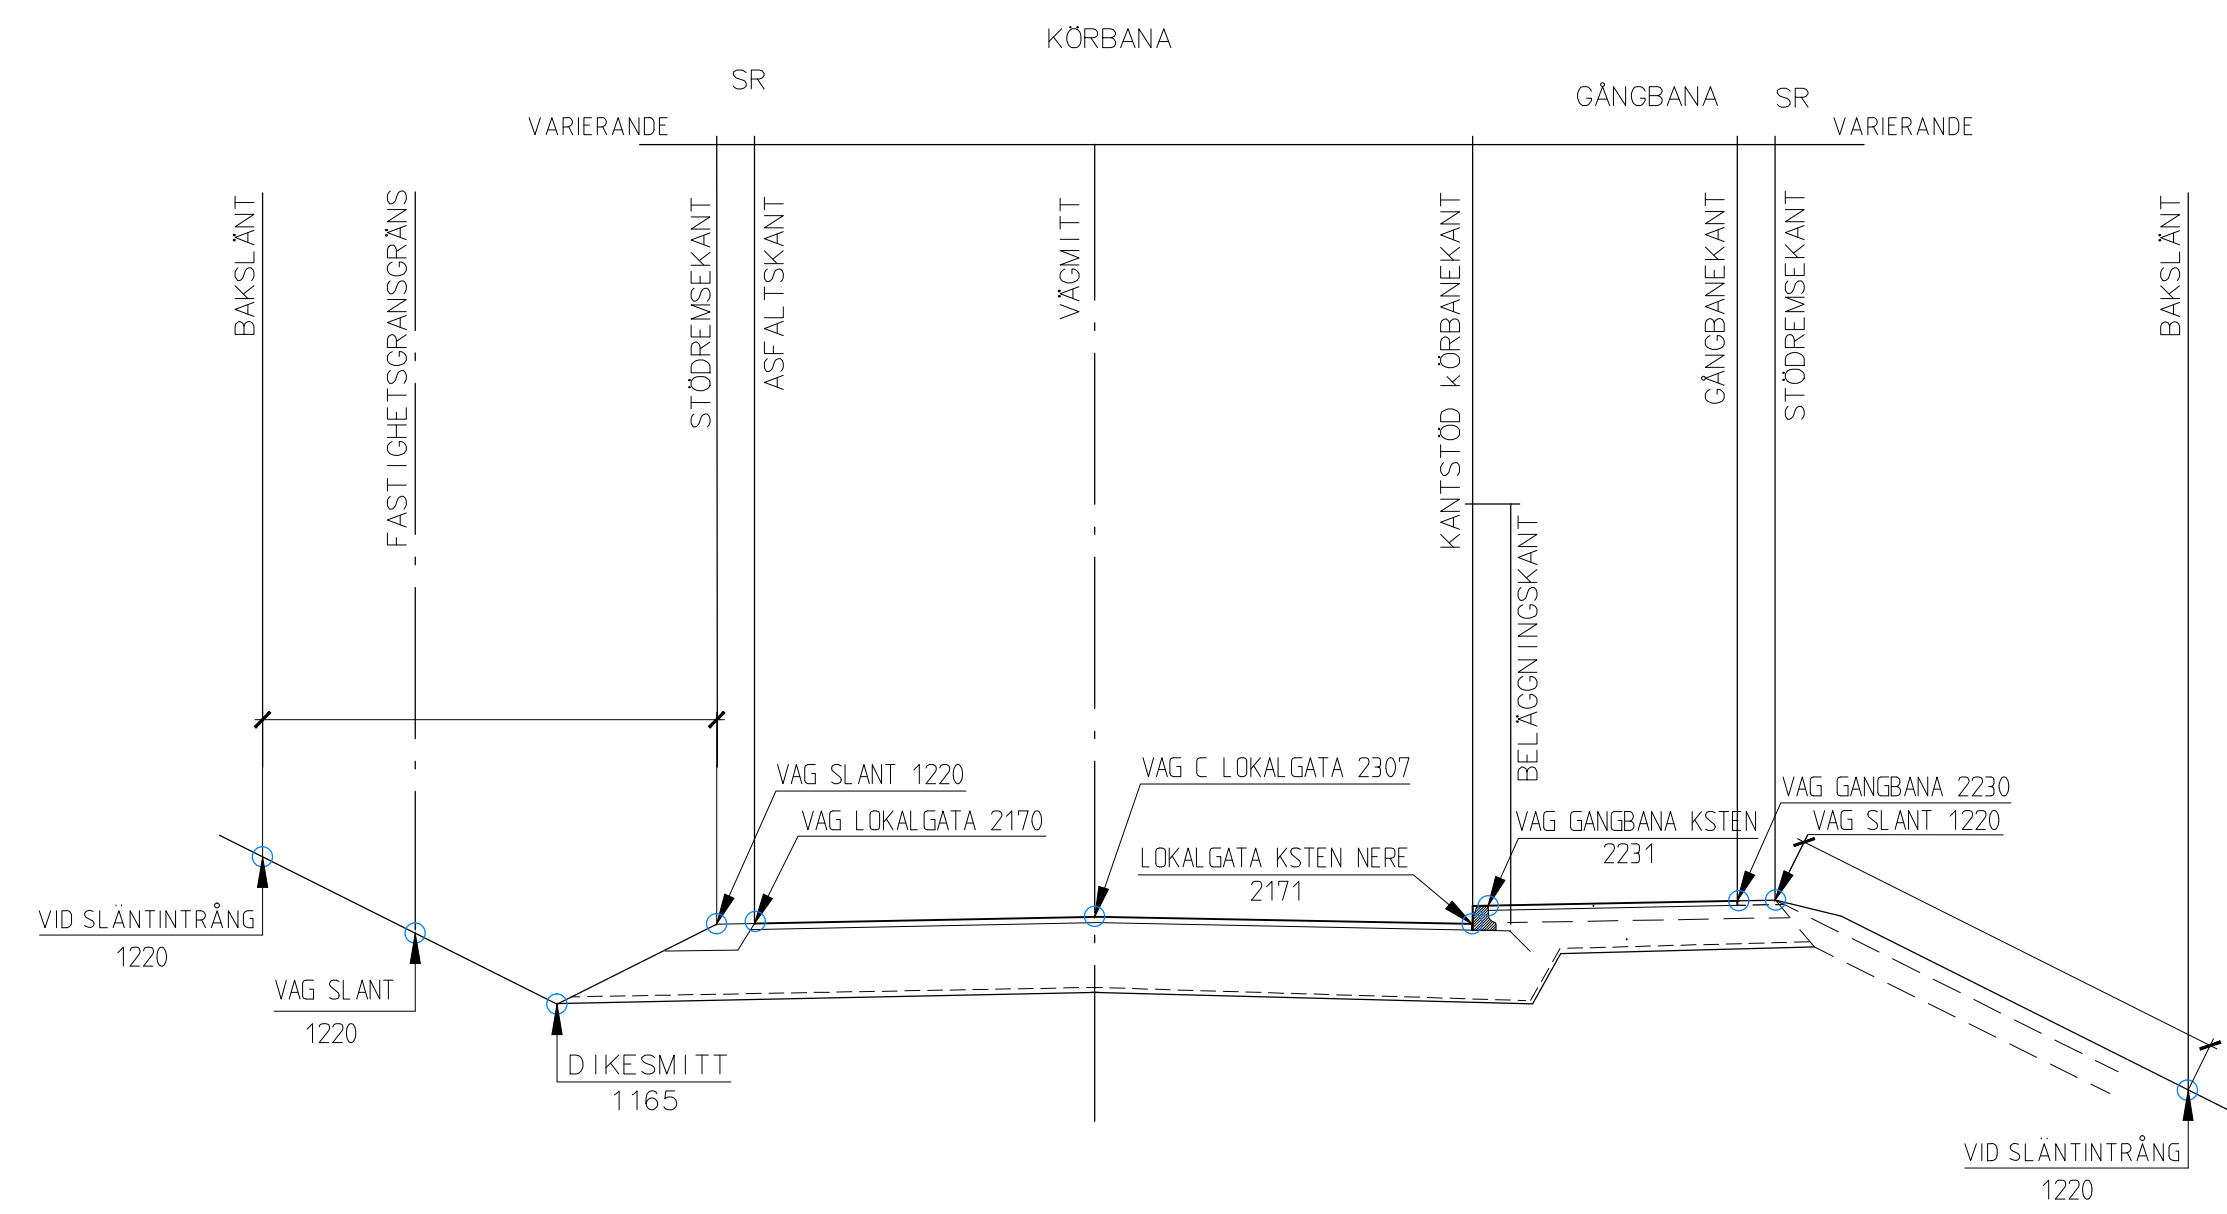 KÖRBANA
SR
GÅNGBANA
SR
VARIERANDE
VARIERANDE
BAKSLÄNT
FASTIGHETSGRANSGRÄNS
STÖDREMSEKANT
ASFALTSKANT
VÄGMITT
KANTSTÖD kÖRBANEKANT
BELÄGGNINGSKANT
GÅNGBANEKANT
STÖDREMSEKANT
BAKSLÄNT
VAG SLANT 1220
VAG LOKALGATA 2170
VAG C LOKALGATA 2307
LOKALGATA KSTEN NERE
2171
VAG GANGBANA KSTEN
2231
VAG GANGBANA 2230
VAG SLANT 1220
VID SLÄNTINTRÅNG
1220
VAG SLANT
1220
DIKESMITT
1165
VID SLÄNTINTRÅNG
1220